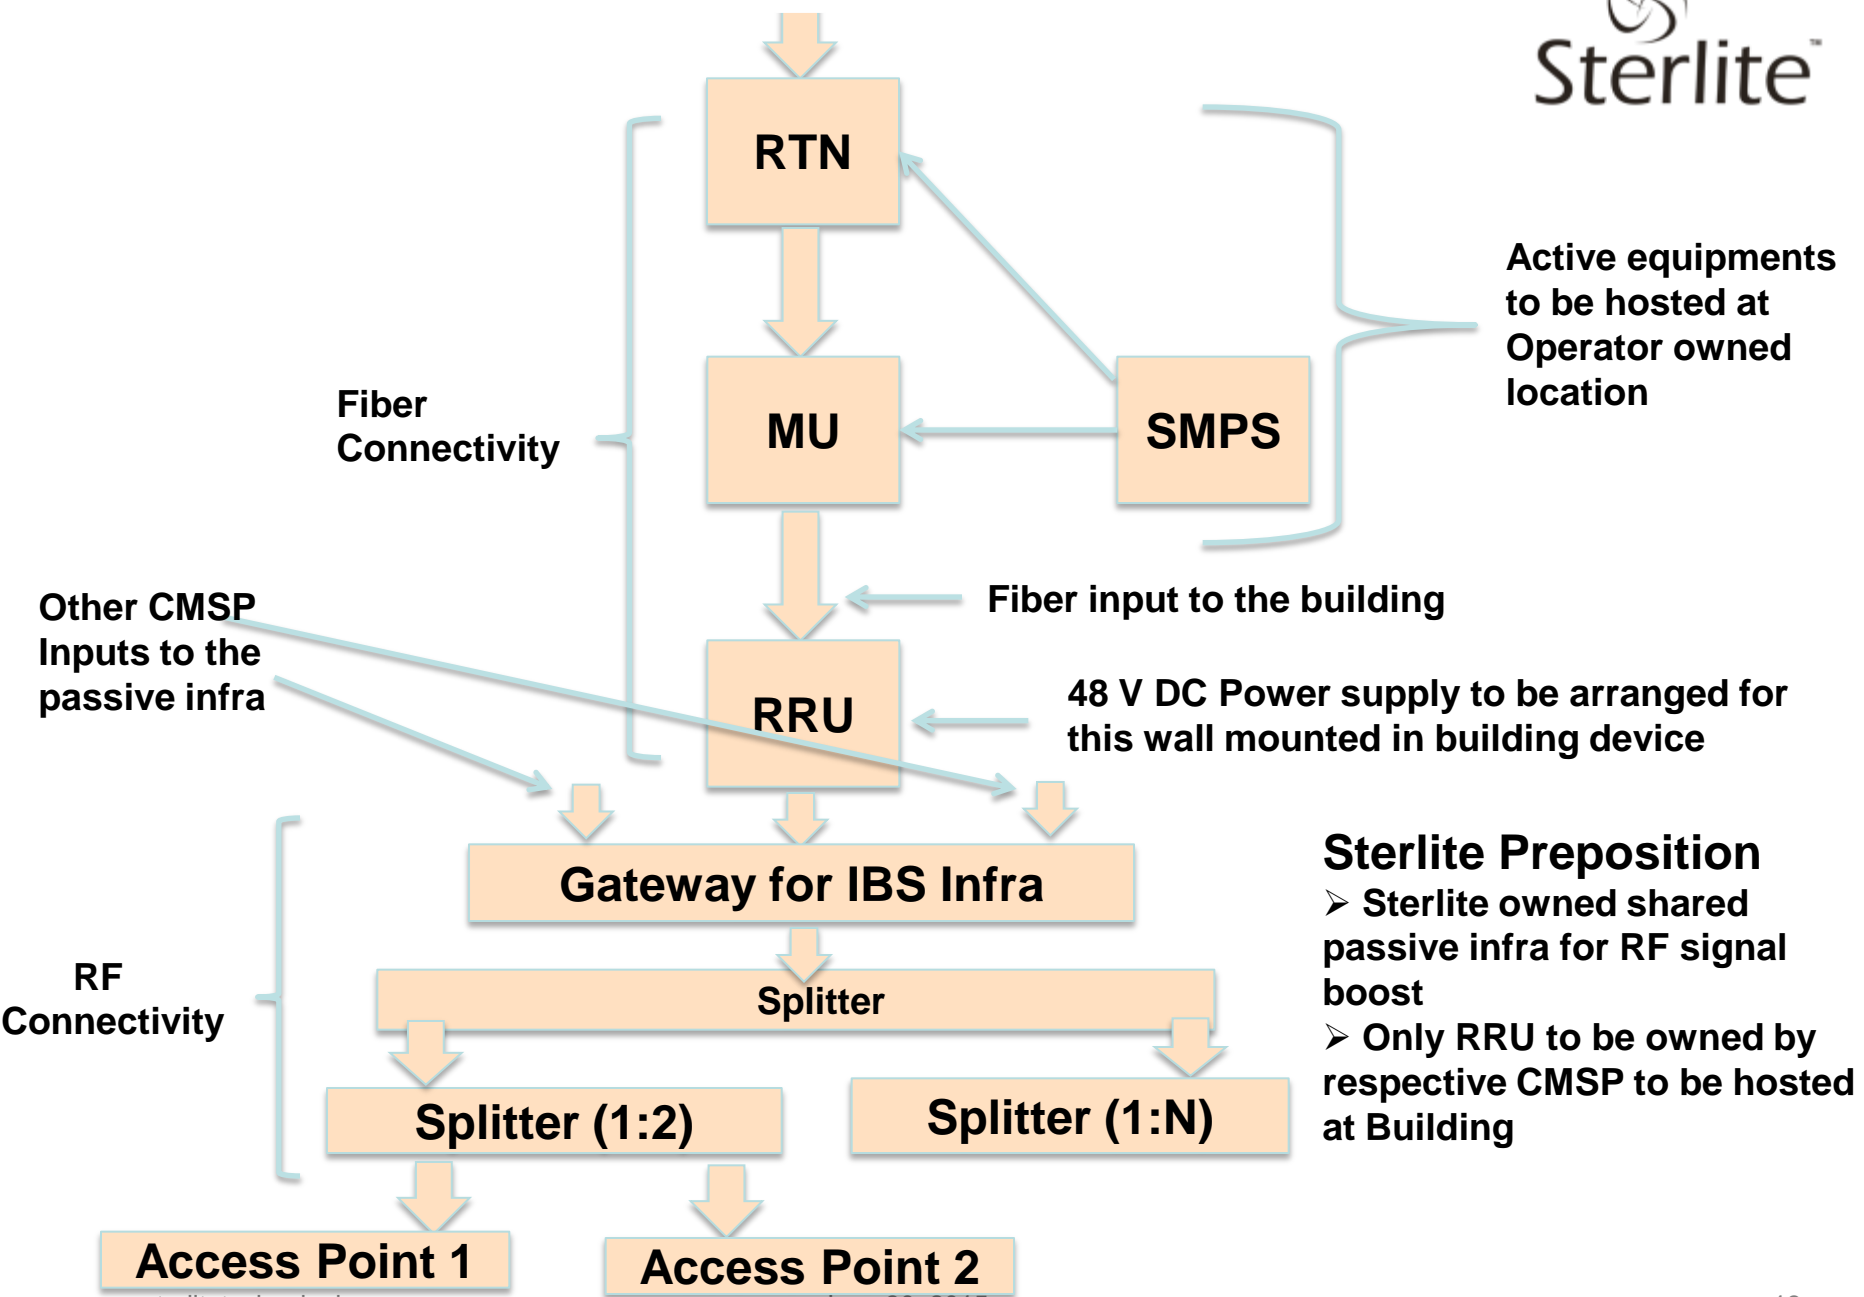 Sterlite™
RTN
Active equipments
to be hosted at
Operator owned
location
Fiber
Connectivity
MU
SMPS
Other CMSP
Inputs to the
passive infra
Fiber input to the building
RRU
48 V DC Power supply to be arranged for
this wall mounted in building device
Gateway for IBS Infra
Sterlite Preposition
➢ Sterlite owned shared
passive infra for RF signal
boost
➢ Only RRU to be owned by
respective CMSP to be hosted
at Building
RF
Connectivity
Splitter
Splitter (1:2)
Splitter (1:N)
Access Point 1
Access Point 2